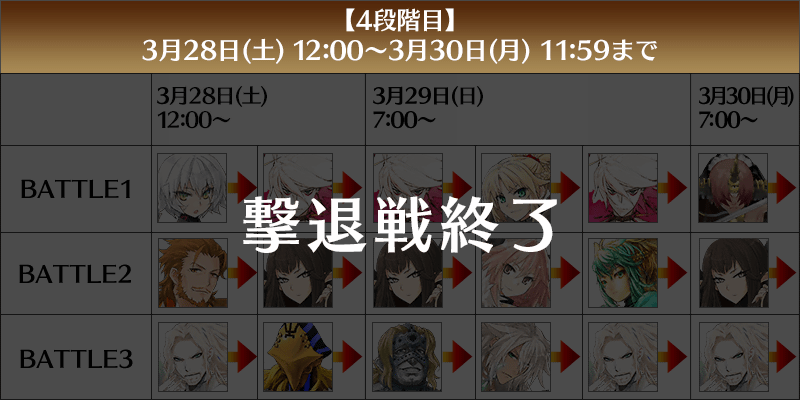 【4段階目】
3月28日(土) 12:00～3月30日(月) 11:59まで
3月28日(土)
12:00～
3月29日(日)
7:00～
3月30日(月)
7:00～
BATTLE1
撃退戦終了
BATTLE2
BATTLE3